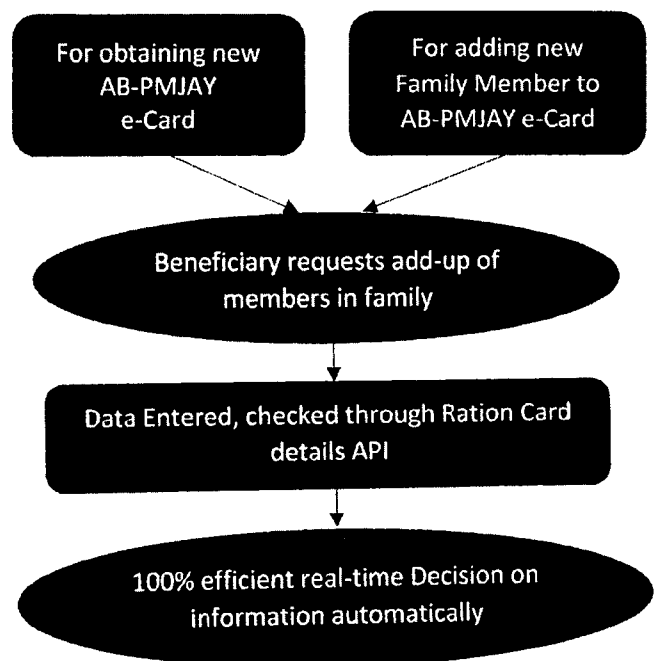 For obtaining new
AB-PMJAY
e-Card
For adding new
Family Member to
AB-PMJAY e-Card
Beneficiary requests add-up of
members in family
Data Entered, checked through Ration Card
details API
100% efficient real-time Decision on
information automatically